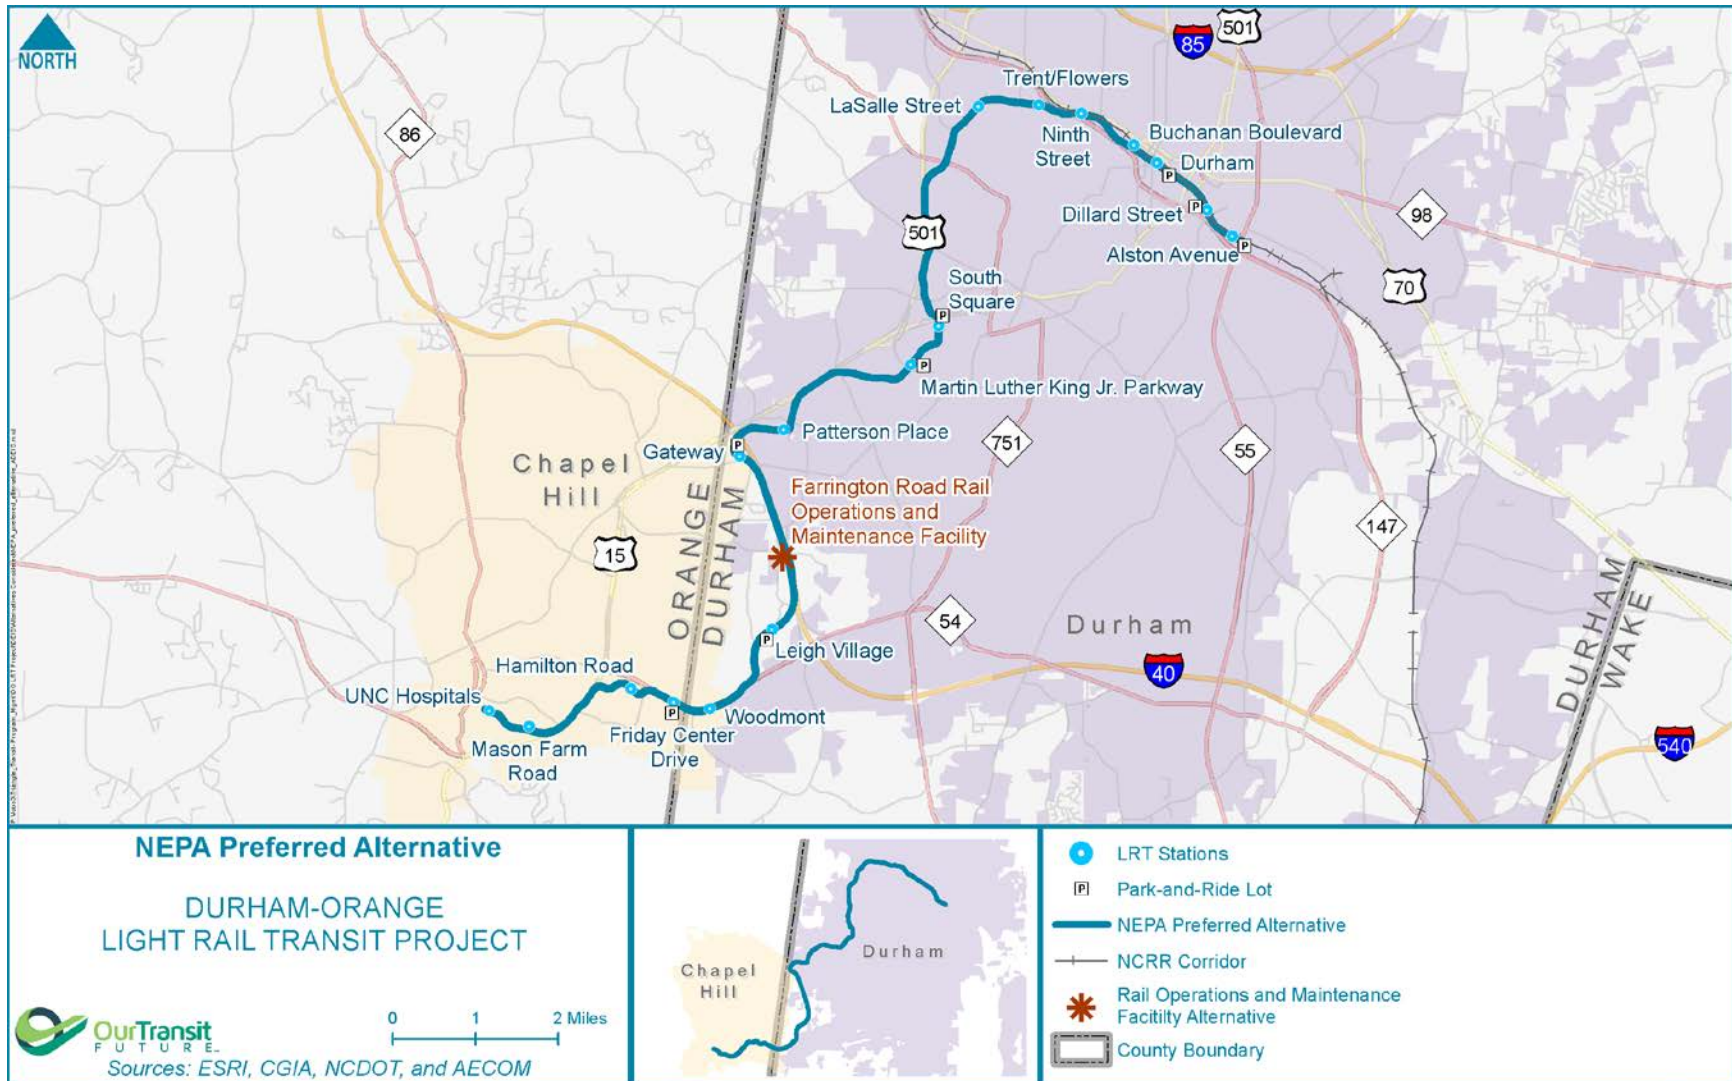 NORTH
86
501
85
501
Trent/Flowers
LaSalle Street
Ninth
Street
Buchanan Boulevard
Durham
P
Dillard Street
P
Alston Avenue
P
98
70
South
Square
P
P
Martin Luther King Jr. Parkway
Patterson Place
Gateway
P
Chapel
Hill
15
ORANGE
DURHAM
Farrington Road Rail
Operations and
Maintenance Facility
751
55
147
54
Durham
40
DURHAM
WAKE
540
P
Leigh Village
Hamilton Road
UNC Hospitals
Mason Farm
Road
P
Friday Center
Drive
Woodmont
NEPA Preferred Alternative
DURHAM-ORANGE
LIGHT RAIL TRANSIT PROJECT
OurTransit
FUTURE
0 1 2 Miles
Sources: ESRI, CGIA, NCDOT, and AECOM
Chapel
Hill
Durham
LRT Stations
P Park-and-Ride Lot
NEPA Preferred Alternative
NCRR Corridor
Rail Operations and Maintenance
Faciltiy Alternative
County Boundary